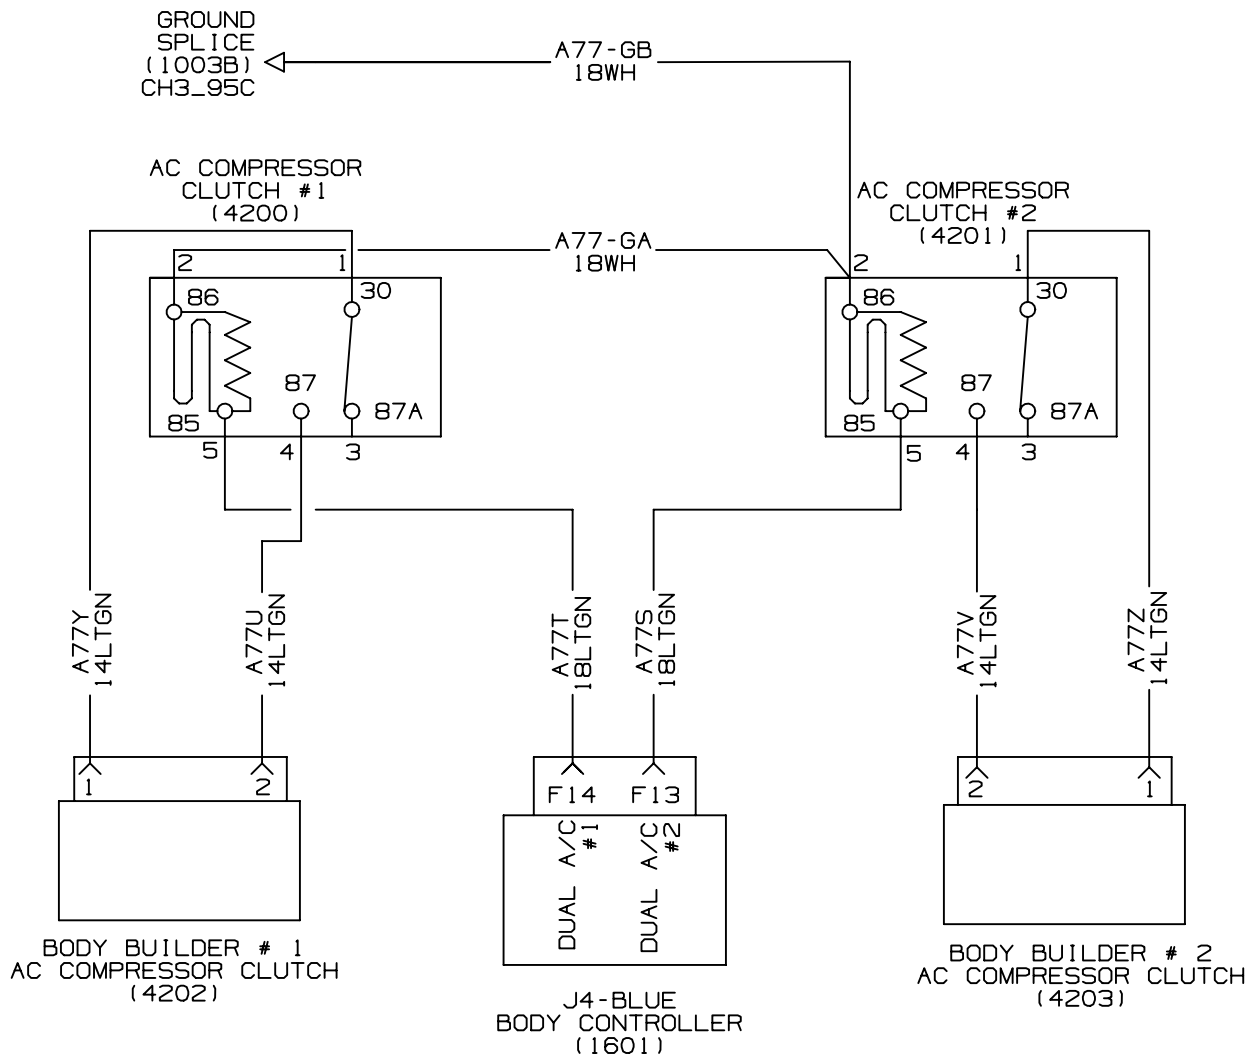 GROUND
SPLICE
(1003B)
CH3_95C
A77-GB
18WH
AC COMPRESSOR
CLUTCH #1
(4200)
AC COMPRESSOR
CLUTCH #2
(4201)
A77-GA
18WH
2
1
86
30
87
85
87A
5
4
3
2
1
86
30
87
85
87A
5
4
3
A77Y
14LTGN
A77U
14LTGN
A77T
18LTGN
A77S
18LTGN
A77V
14LTGN
A77Z
14LTGN
1
2
F14
F13
2
1
DUAL A/C
#1
DUAL A/C
#2
BODY BUILDER # 1
AC COMPRESSOR CLUTCH
(4202)
J4-BLUE
BODY CONTROLLER
(1601)
BODY BUILDER # 2
AC COMPRESSOR CLUTCH
(4203)